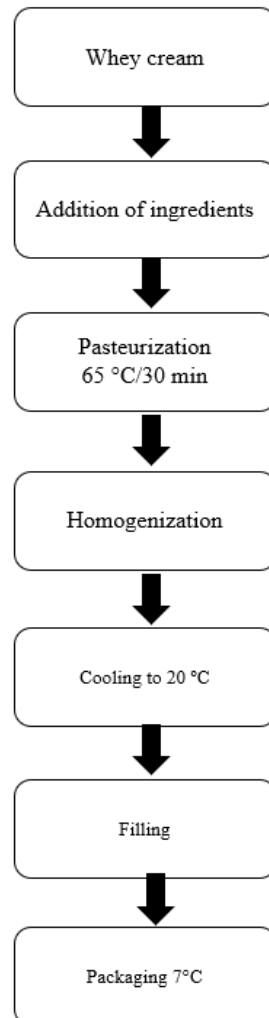 Whey cream
Addition of ingredients
Pasteurization
65 °C/30 min
Homogenization
Cooling to 20 °C
Filling
Packaging 7°C